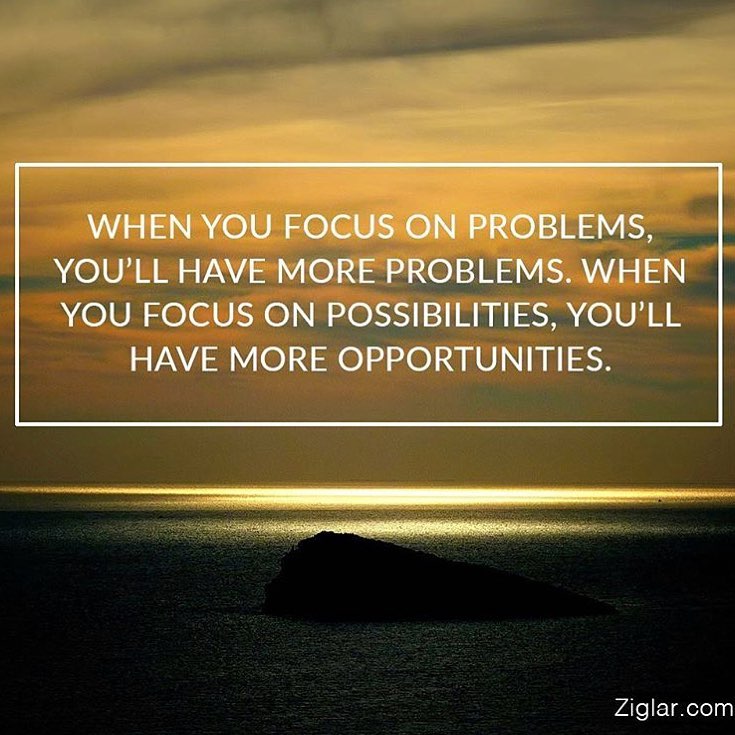 WHEN YOU FOCUS ON PROBLEMS,
YOU’LL HAVE MORE PROBLEMS. WHEN
YOU FOCUS ON POSSIBILITIES, YOU’LL
HAVE MORE OPPORTUNITIES.
Ziglar.com